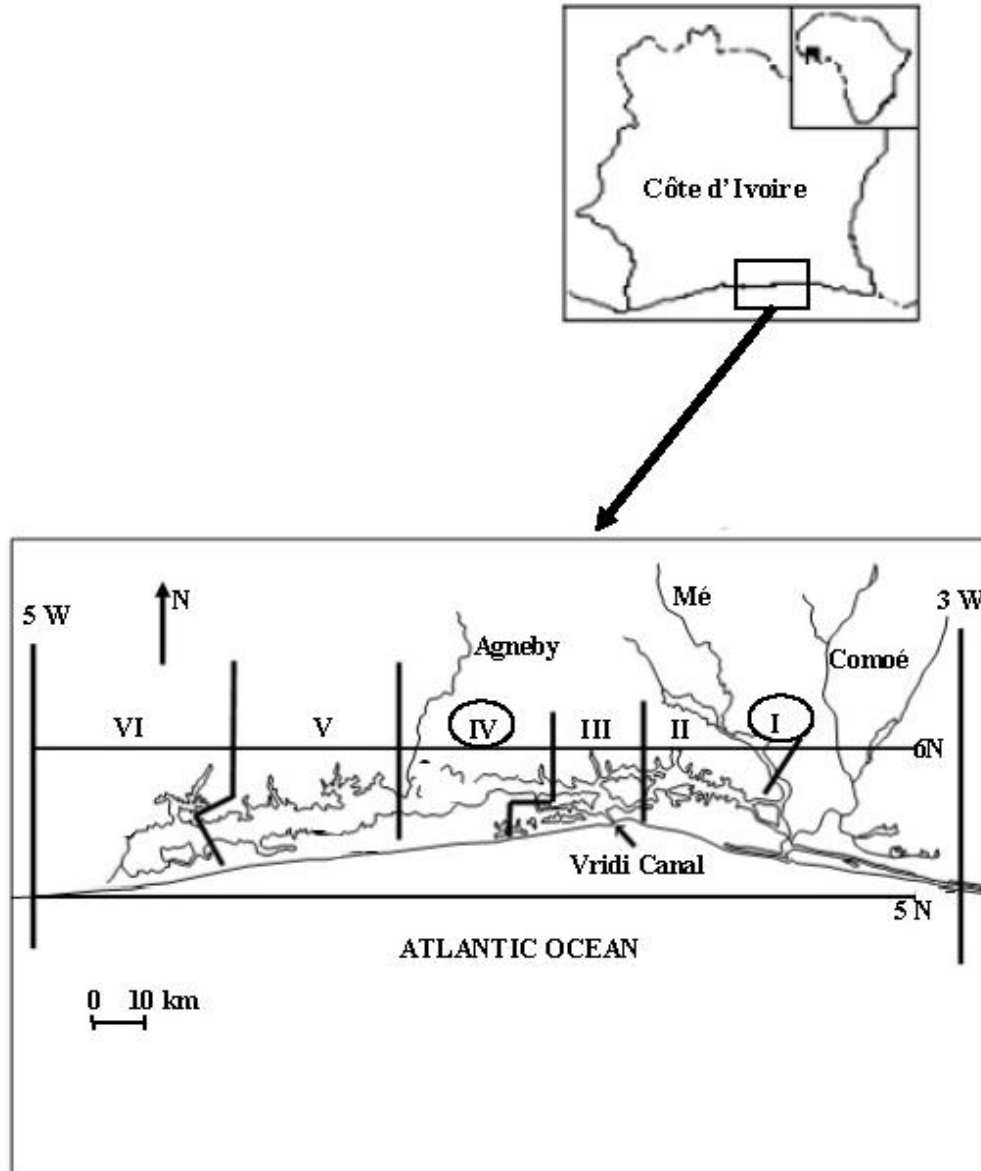 Côte d'Ivoire
5 W
N
Agneby
Mé
Comoé
3 W
VI
V
IV
III
II
I
6N
Vridi Canal
5 N
ATLANTIC OCEAN
0 10 km